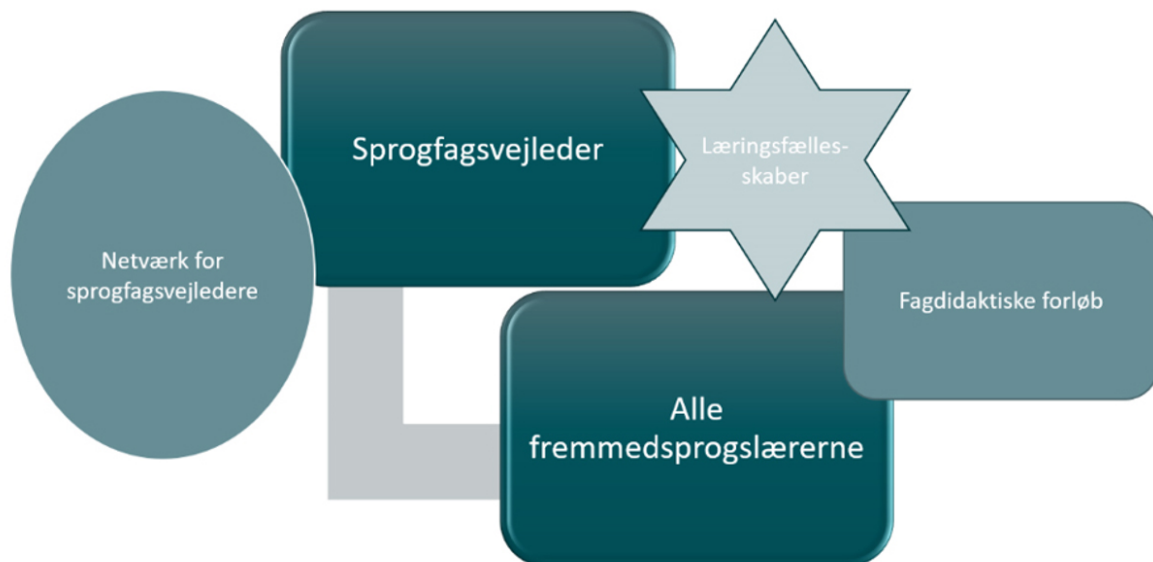 Sprogfagsvejleder
Læringsfælles-
skaber
Netværk for
sprogfagsvejledere
Fagdidaktiske forløb
Alle
fremmedsprogslærerne